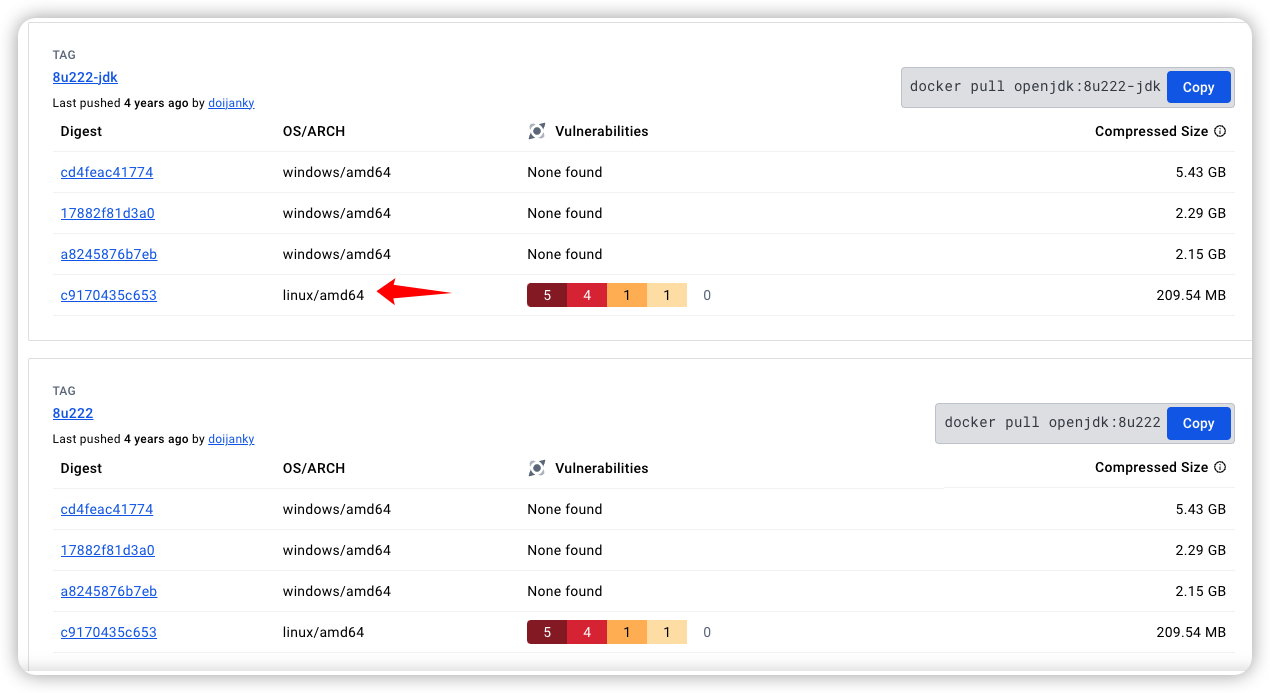 TAG
8u222-jdk
docker pull openjdk:8u222-jdk Copy
Last pushed 4 years ago by doijanky
Digest OS/ARCH Vulnerabilities Compressed Size
cd4feac41774 windows/amd64 None found 5.43 GB
17882f81d3a0 windows/amd64 None found 2.29 GB
a8245876b7eb windows/amd64 None found 2.15 GB
c9170435c653 linux/amd64 5 4 1 1 0 209.54 MB
TAG
8u222
docker pull openjdk:8u222 Copy
Last pushed 4 years ago by doijanky
Digest OS/ARCH Vulnerabilities Compressed Size
cd4feac41774 windows/amd64 None found 5.43 GB
17882f81d3a0 windows/amd64 None found 2.29 GB
a8245876b7eb windows/amd64 None found 2.15 GB
c9170435c653 linux/amd64 5 4 1 1 0 209.54 MB